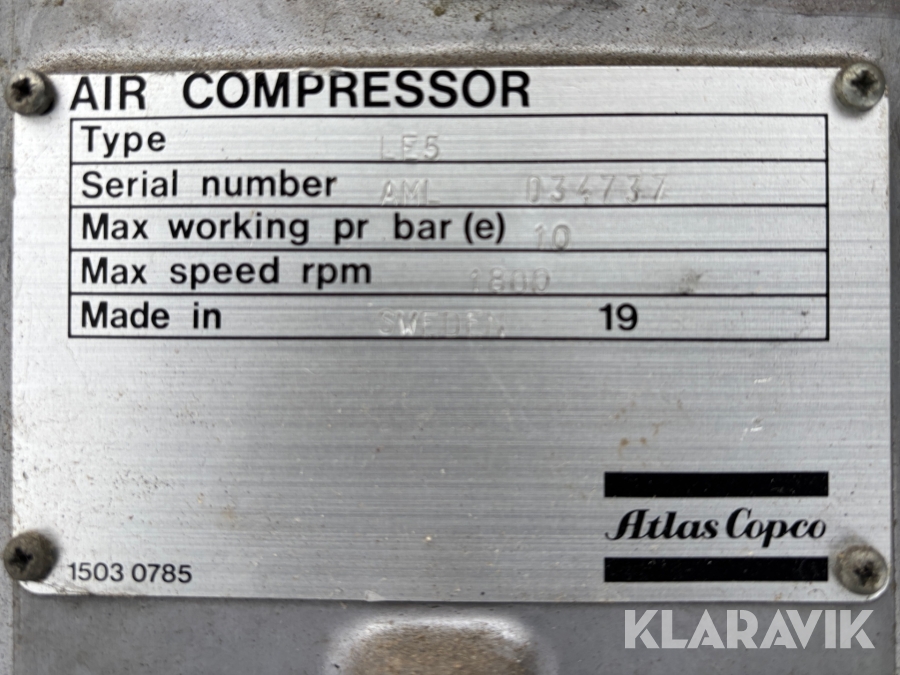 AIR COMPRESSOR
Type LE5
Serial number AML 034737
Max working pr bar (e) 10
Max speed rpm 1800
Made in SWEDEN 19
Atlas Copco
1503 0785
KLARAVIK